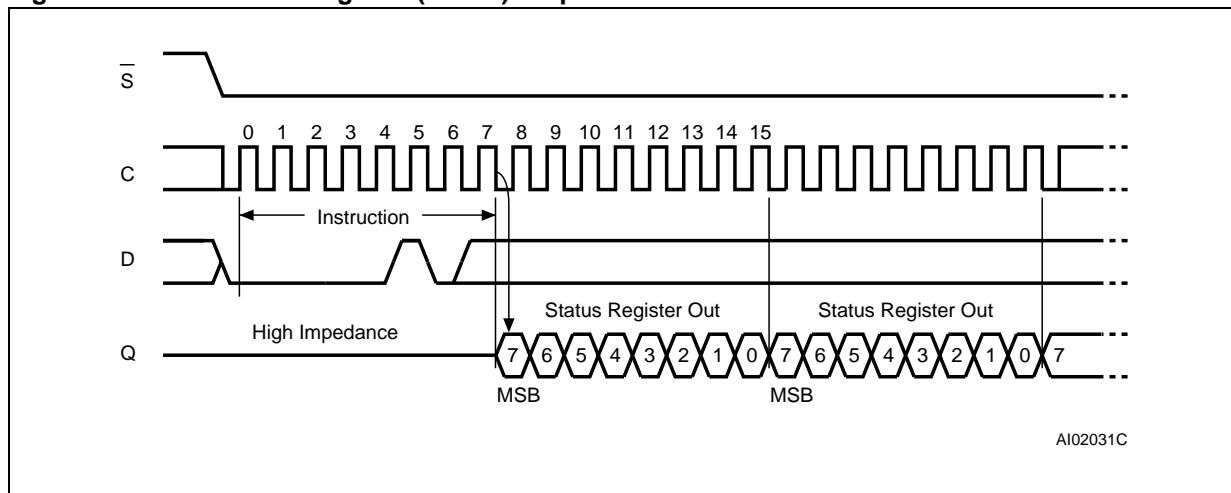 S
0 1 2 3 4 5 6 7 8 9 10 11 12 13 14 15
C
Instruction
D
Status Register Out Status Register Out
High Impedance
Q 7 6 5 4 3 2 1 0 7 6 5 4 3 2 1 0 7
MSB MSB
AI02031C